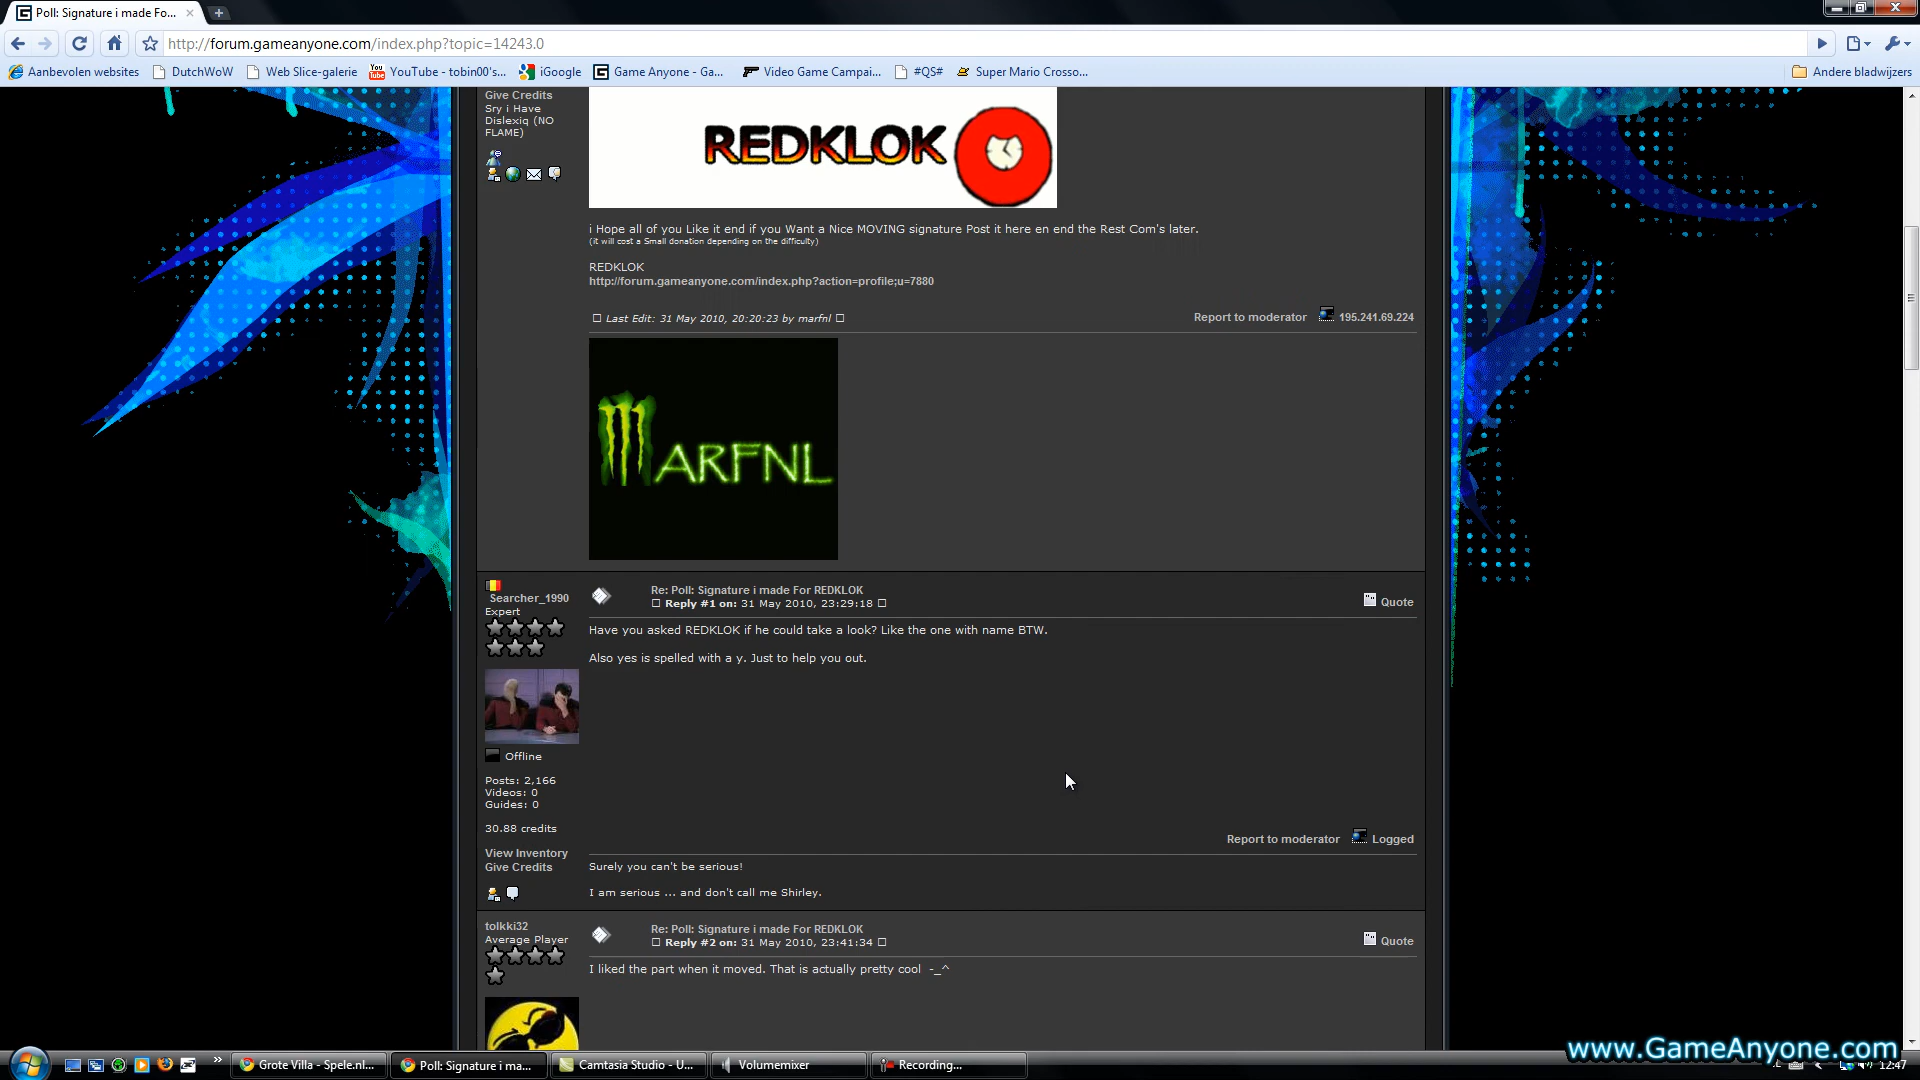 Poll: Signature i made Fo...
http://forum.gameanyone.com/index.php?topic=14243.0
Aanbevolen websites
DutchWoW
Web Slice-galerie
YouTube - tobin00's...
iGoogle
Game Anyone - Ga...
Video Game Campai...
#QS#
Super Mario Crosso...
Andere bladwijzers
Give Credits
Sry i Have
Dislexiq (NO
FLAME)
REDKLOK
i Hope all of you Like it end if you Want a Nice MOVING signature Post it here en end the Rest Com's later.
(it will cost a Small donation depending on the difficulty)
REDKLOK
http://forum.gameanyone.com/index.php?action=profile;u=7880
Last Edit: 31 May 2010, 20:20:23 by marfnl
Report to moderator 195.241.69.224
MARFNL
Searcher_1990
Expert
Re: Poll: Signature i made For REDKLOK
Reply #1 on: 31 May 2010, 23:29:18
Quote
Have you asked REDKLOK if he could take a look? Like the one with name BTW.
Also yes is spelled with a y. Just to help you out.
Offline
Posts: 2,166
Videos: 0
Guides: 0
30.88 credits
View Inventory
Give Credits
Report to moderator Logged
Surely you can't be serious!
I am serious ... and don't call me Shirley.
tolkki32
Average Player
Re: Poll: Signature i made For REDKLOK
Reply #2 on: 31 May 2010, 23:41:34
Quote
I liked the part when it moved. That is actually pretty cool -_^
Grote Villa - Spele.nl...
Poll: Signature i ma...
Camtasia Studio - U...
Volumemixer
Recording...
12:47
www.GameAnyone.com